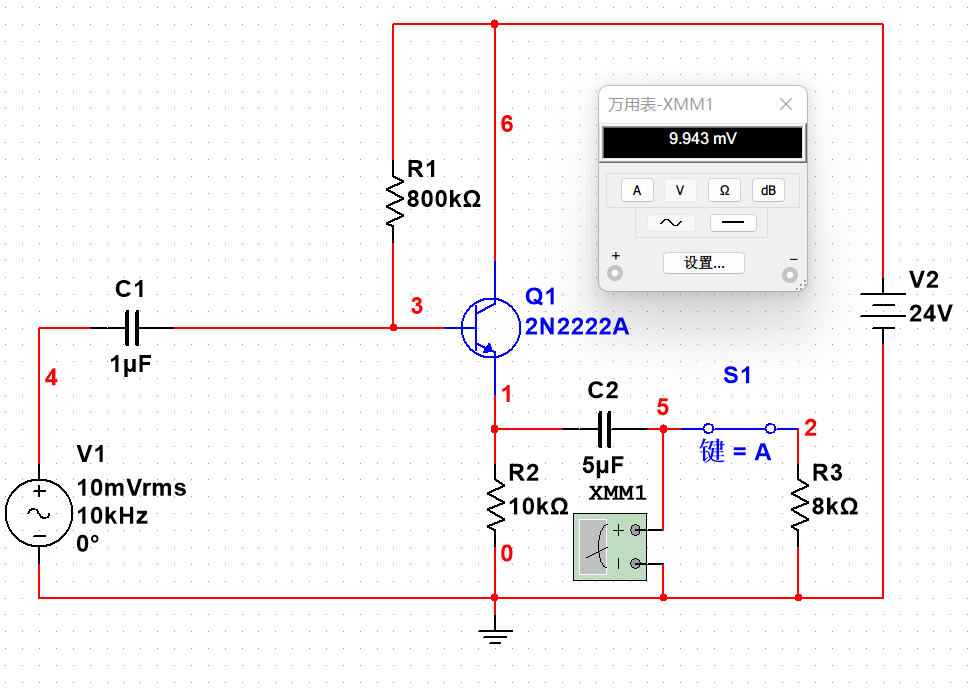 万用表-XMM1
9.943 mV
A
V
Ω
dB
+
设置...
−
6
R1
800kΩ
C1
1µF
3
Q1
2N2222A
V2
24V
4
1
C2
5µF
5
S1
键 = A
2
V1
10mVrms
10kHz
0°
R2
10kΩ
XMM1
R3
8kΩ
0